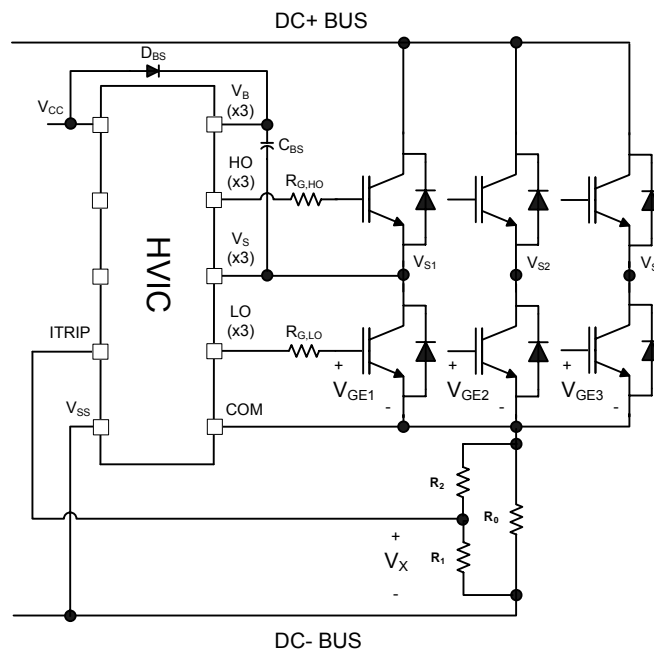 DC+ BUS
DBS
VCC
VB
(x3)
CBS
HO
(x3)
RG,HO
VS
(x3)
VS1
VS2
VS
HVIC
LO
(x3)
RG,LO
ITRIP
+
VGE1
-
+
VGE2
-
+
VGE3
-
VSS
COM
R2
R0
+
VX
-
R1
DC- BUS